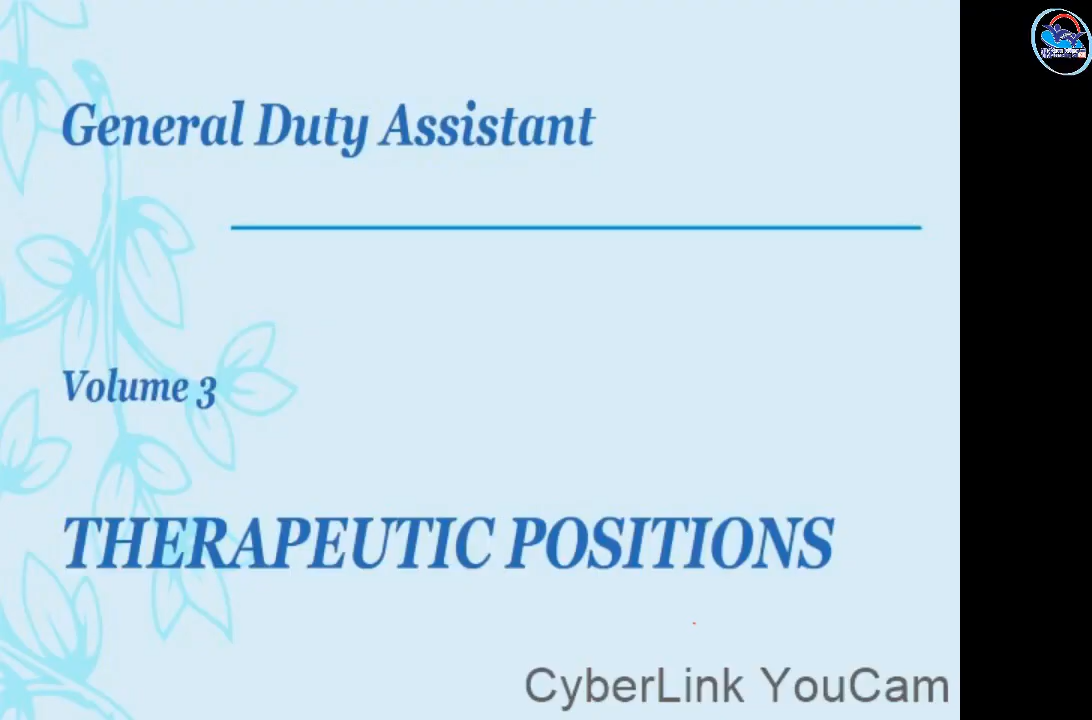 General Duty Assistant
Volume 3
THERAPEUTIC POSITIONS
CyberLink YouCam